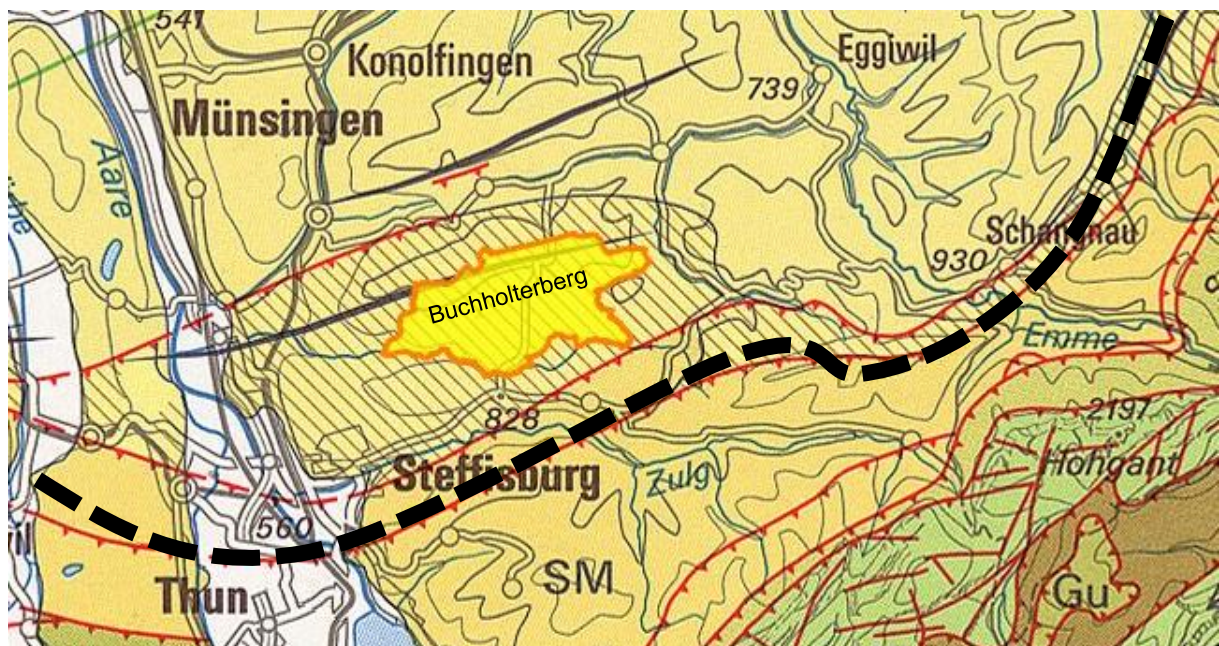 541
Konolfingen
Eggiwil
739
Münsingen
Aare
Schangnau
930
Buchholterberg
Emme
828
2197
Hohgant
Steffisburg
Zulg
560
il
Thun
SM
Gu